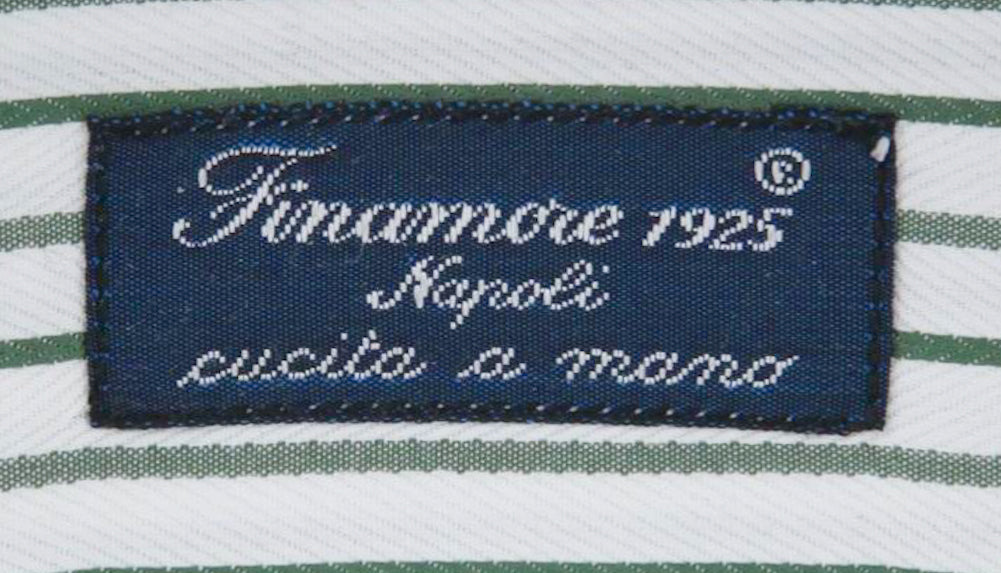 Finamore 1925®
Napoli
cucita a mano